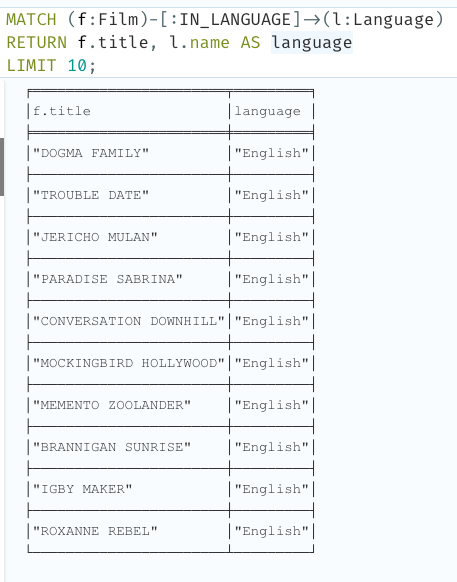 MATCH (f:Film)-[:IN_LANGUAGE]→(l:Language)
RETURN f.title, l.name AS language
LIMIT 10;
f.title language
"DOGMA FAMILY" "English"
"TROUBLE DATE" "English"
"JERICHO MULAN" "English"
"PARADISE SABRINA" "English"
"CONVERSATION DOWNHILL" "English"
"MOCKINGBIRD HOLLYWOOD" "English"
"MEMENTO ZOOLANDER" "English"
"BRANNIGAN SUNRISE" "English"
"IGBY MAKER" "English"
"ROXANNE REBEL" "English"